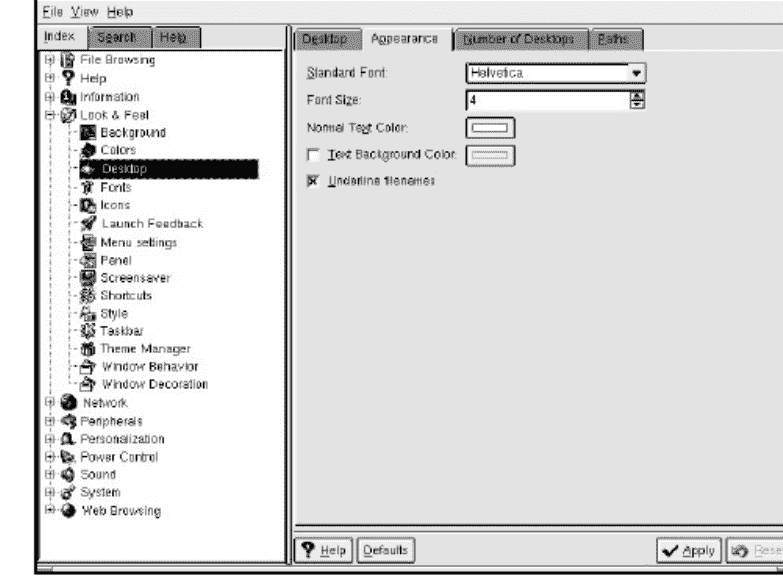 File View Help
Index Search Help
File Browsing
Help
Information
Look & Feel
Background
Colors
Desktop
Fonts
Icons
Launch Feedback
Menu settings
Panel
Screensaver
Shortcuts
Style
Taskbar
Theme Manager
Window Behavior
Window Decoration
Network
Peripherals
Personalization
Power Control
Sound
System
Web Browsing
Desktop Appearance Number of Desktops Paths
Standard Font: Helvetica
Font Size: 4
Normal Text Color:
Text Background Color:
Underline filenames
Help Defaults Apply Rese